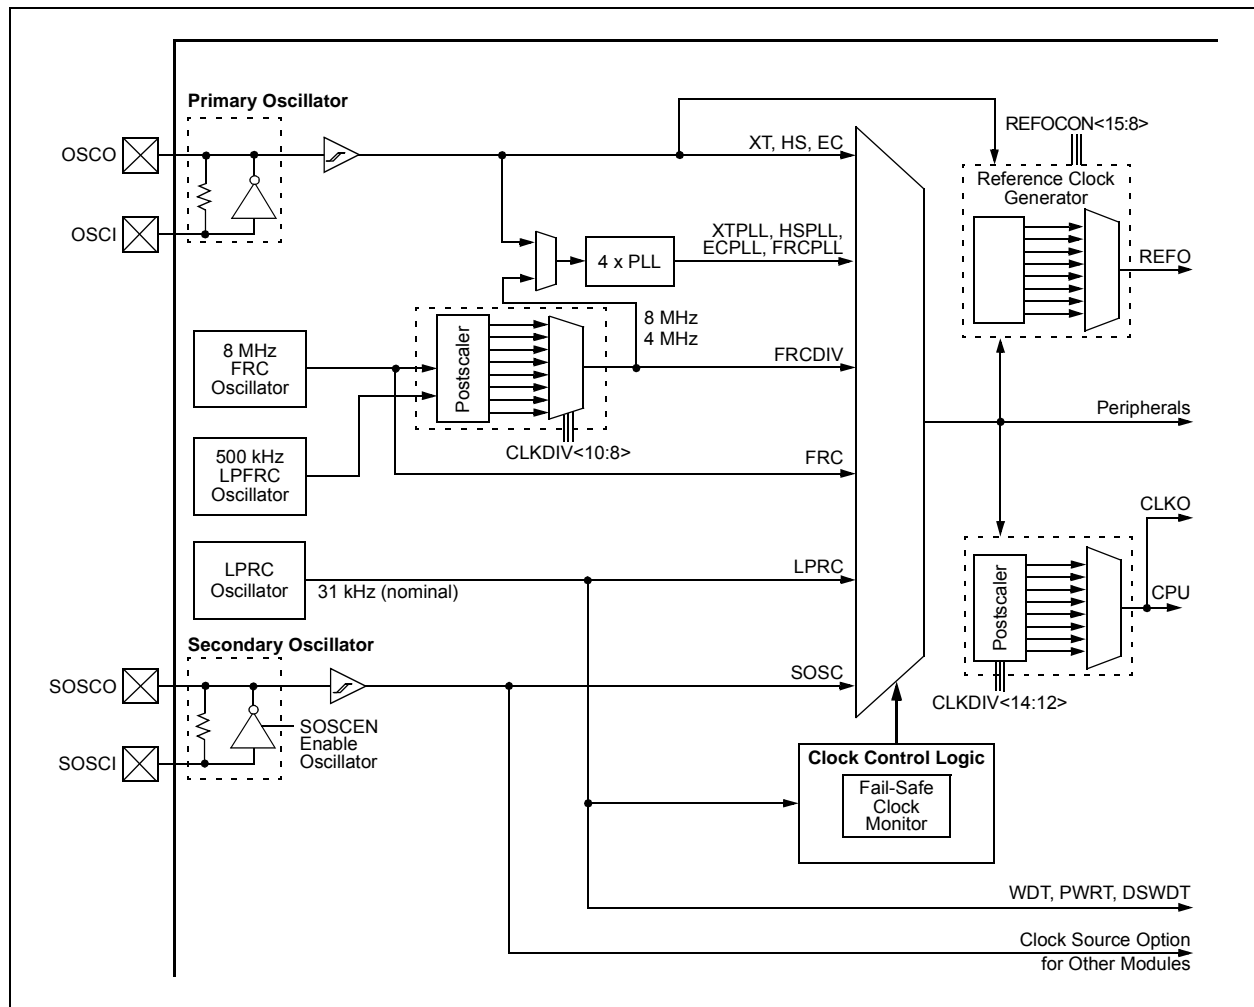 Primary Oscillator
OSCO
OSCI
XT, HS, EC
REFOCON<15:8>
Reference Clock
Generator
REFO
XTPLL, HSPLL,
ECPLL, FRCPLL
4 x PLL
8 MHz
4 MHz
8 MHz
FRC
Oscillator
Postscaler
FRCDIV
Peripherals
CLKDIV<10:8>
500 kHz
LPFRC
Oscillator
FRC
CLKO
LPRC
Oscillator
31 kHz (nominal)
LPRC
Postscaler
CPU
CLKDIV<14:12>
Secondary Oscillator
SOSCO
SOSCI
SOSC
SOSCEN
Enable
Oscillator
Clock Control Logic
Fail-Safe
Clock
Monitor
WDT, PWRT, DSWDT
Clock Source Option
for Other Modules